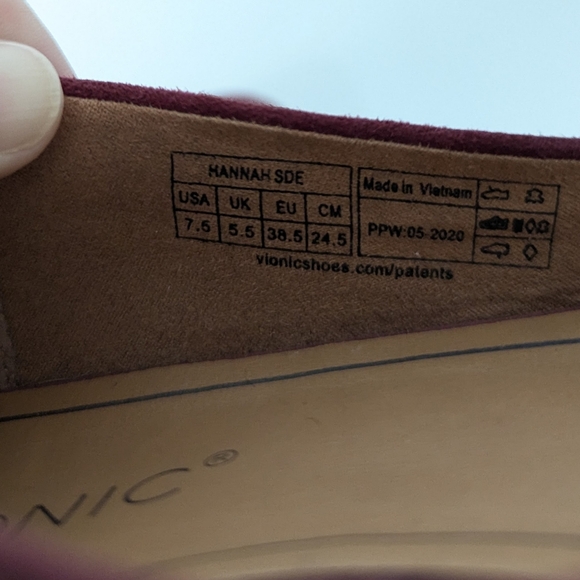 HANNAH SDE
USA UK EU CM
7.5 5.5 38.5 24.5
Made in Vietnam
PPW:05-2020
vionicshoes.com/patents
ONIC®